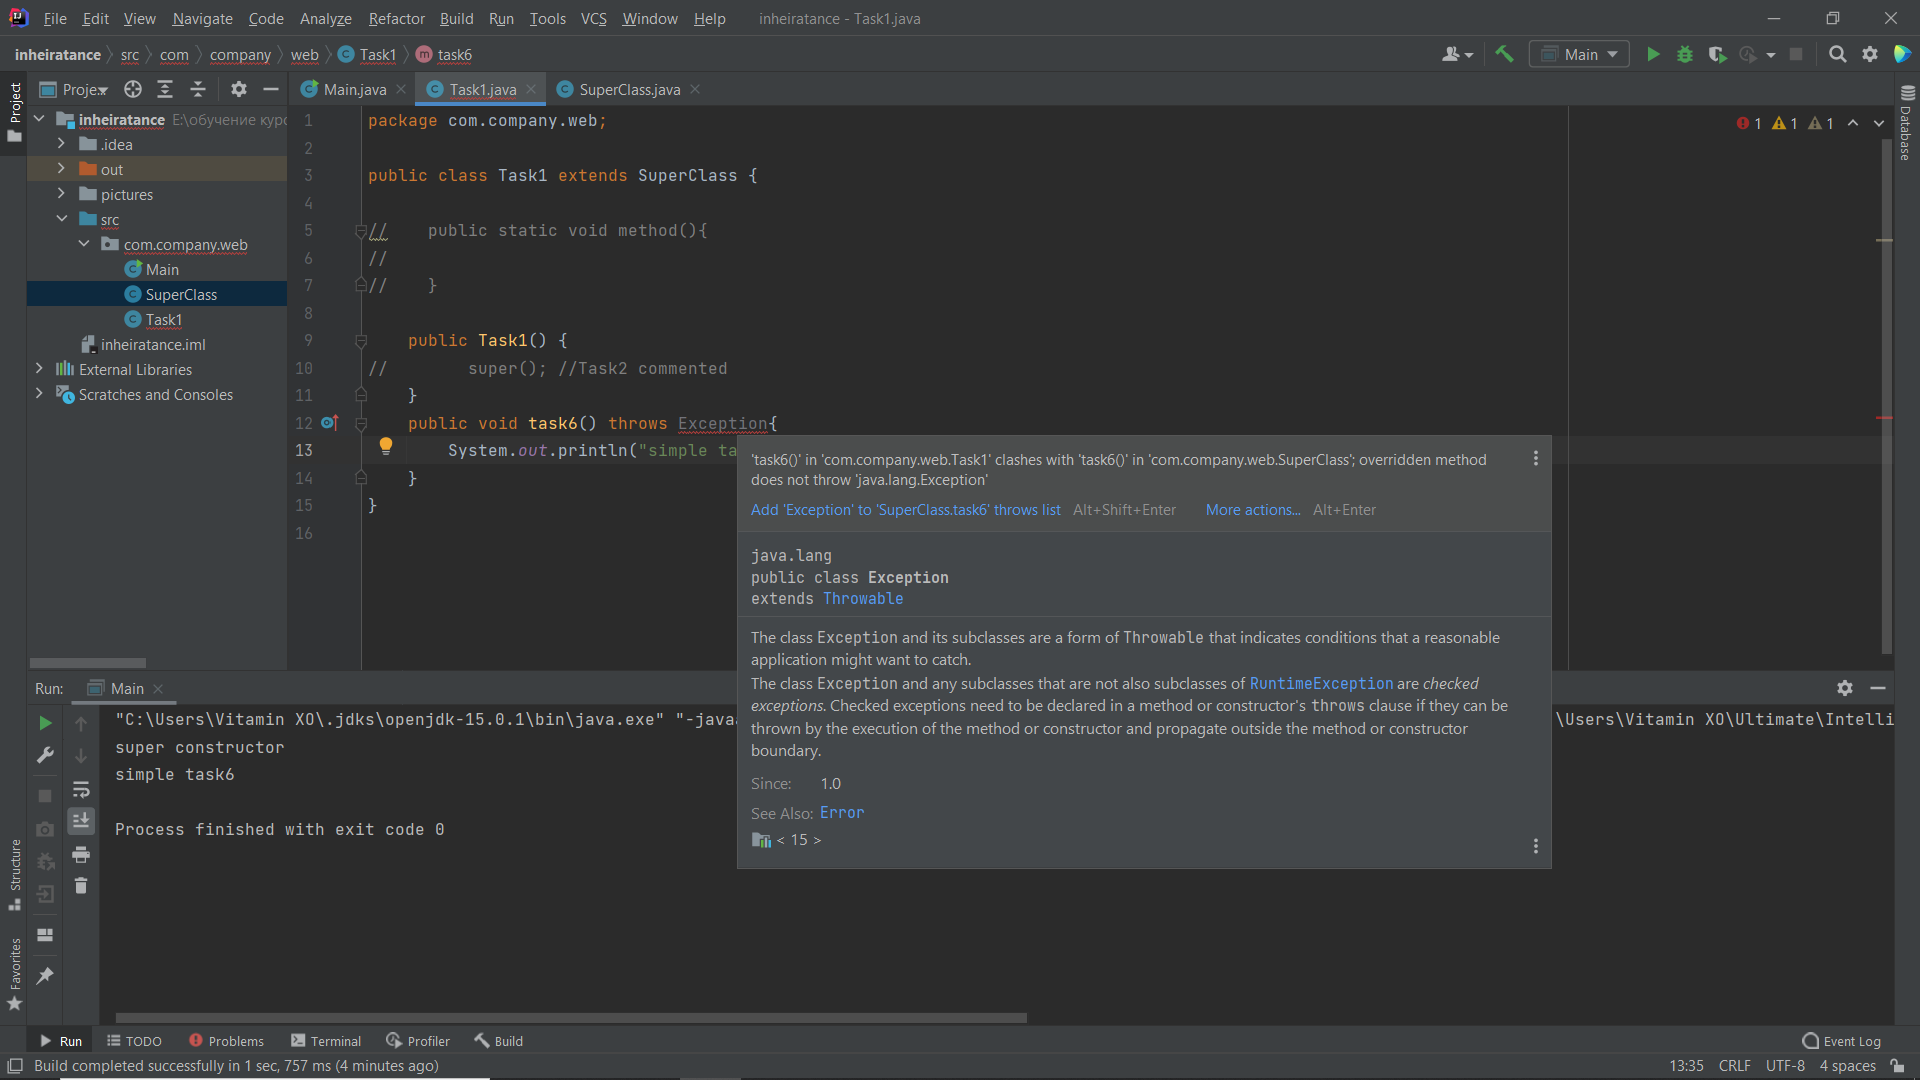 File Edit View Navigate Code Analyze Refactor Build Run Tools VCS Window Help inheiratance - Task1.java
inheiratance src com company web Task1 task6 Main
Project
Proje... Main.java Task1.java SuperClass.java
inheiratance E:\обучение курс
.idea
out
pictures
src
com.company.web
Main
SuperClass
Task1
inheiratance.iml
External Libraries
Scratches and Consoles
1 package com.company.web;
2
3 public class Task1 extends SuperClass {
4
5 // public static void method(){
6 //
7 // }
8
9 public Task1() {
10 // super(); //Task2 commented
11 }
12 public void task6() throws Exception{
13 System.out.println("simple ta
14 }
15 }
16
1 1 1
Database
'task6()' in 'com.company.web.Task1' clashes with 'task6()' in 'com.company.web.SuperClass'; overridden method
does not throw 'java.lang.Exception'
Add 'Exception' to 'SuperClass.task6' throws list Alt+Shift+Enter More actions... Alt+Enter
java.lang
public class Exception
extends Throwable
The class Exception and its subclasses are a form of Throwable that indicates conditions that a reasonable
application might want to catch.
The class Exception and any subclasses that are not also subclasses of RuntimeException are checked
exceptions. Checked exceptions need to be declared in a method or constructor's throws clause if they can be
thrown by the execution of the method or constructor and propagate outside the method or constructor
boundary.
Since: 1.0
See Also: Error
< 15 >
Run: Main
"C:\Users\Vitamin XO\.jdks\openjdk-15.0.1\bin\java.exe" "-java \Users\Vitamin XO\Ultimate\Intelli
super constructor
simple task6
Process finished with exit code 0
Structure
Favorites
Run TODO Problems Terminal Profiler Build Event Log
Build completed successfully in 1 sec, 757 ms (4 minutes ago) 13:35 CRLF UTF-8 4 spaces